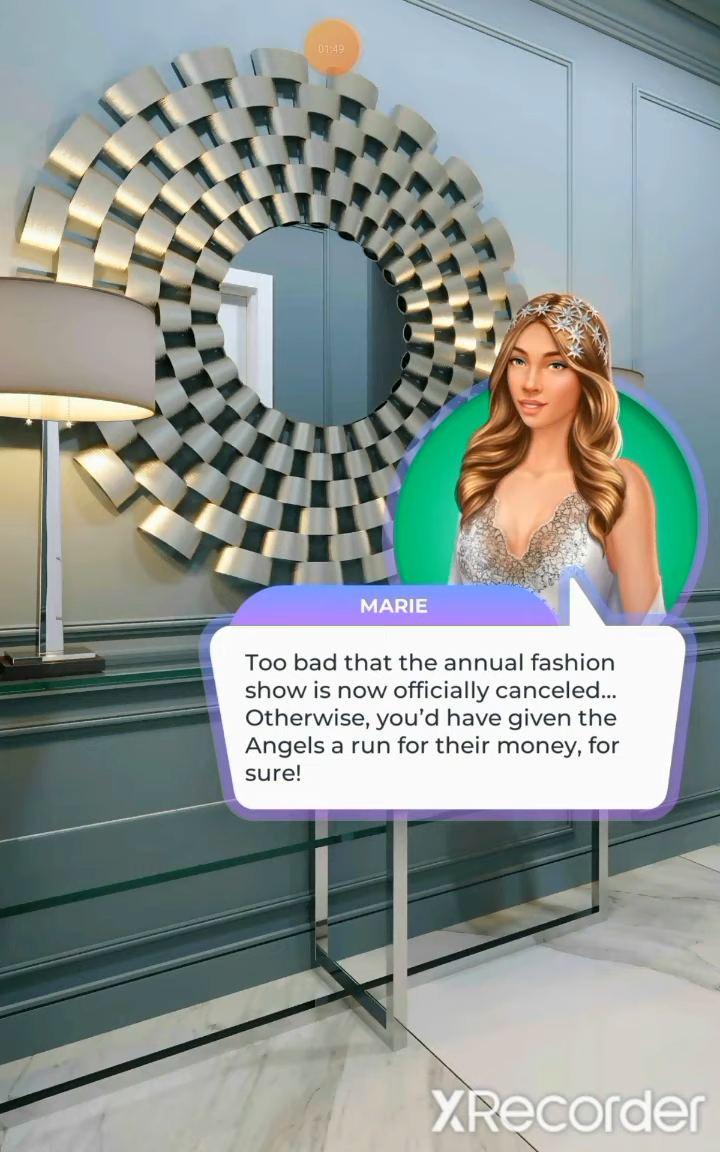 01:49
MARIE
Too bad that the annual fashion
show is now officially canceled...
Otherwise, you’d have given the
Angels a run for their money, for
sure!
XRecorder